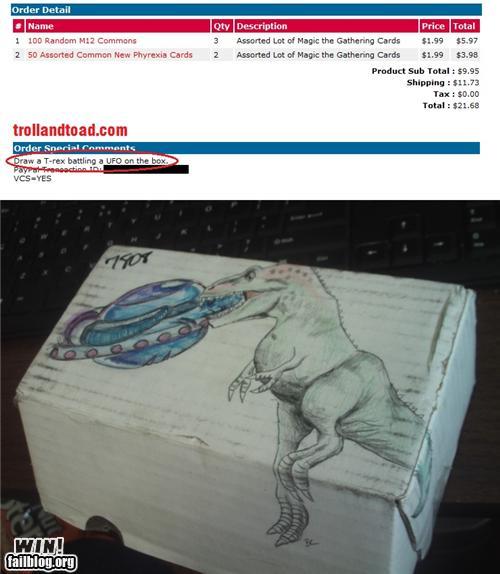 Order Detail
# Name Qty Description Price Total
1 100 Random M12 Commons 3 Assorted Lot of Magic the Gathering Cards $1.99 $5.97
2 50 Assorted Common New Phyrexia Cards 2 Assorted Lot of Magic the Gathering Cards $1.99 $3.98
Product Sub Total : $9.95
Shipping : $11.73
Tax : $0.00
Total : $21.68
trollandtoad.com
Order Special Comments
Draw a T-rex battling a UFO on the box.
PayPal Transaction ID:
VCS=YES
7808
WIN!
failblog.org